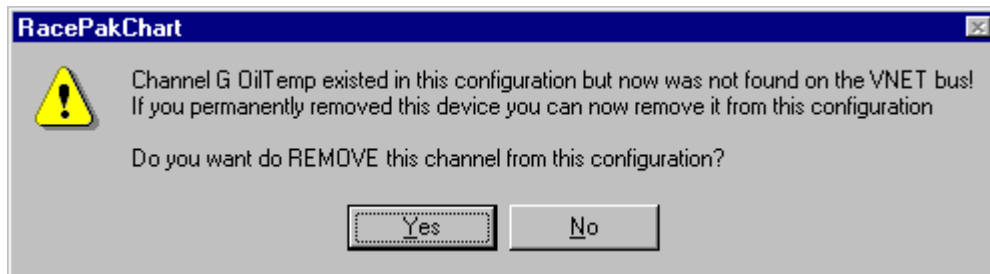 RacePakChart
Channel G OilTemp existed in this configuration but now was not found on the VNET bus!
If you permanently removed this device you can now remove it from this configuration
Do you want do REMOVE this channel from this configuration?
Yes
No